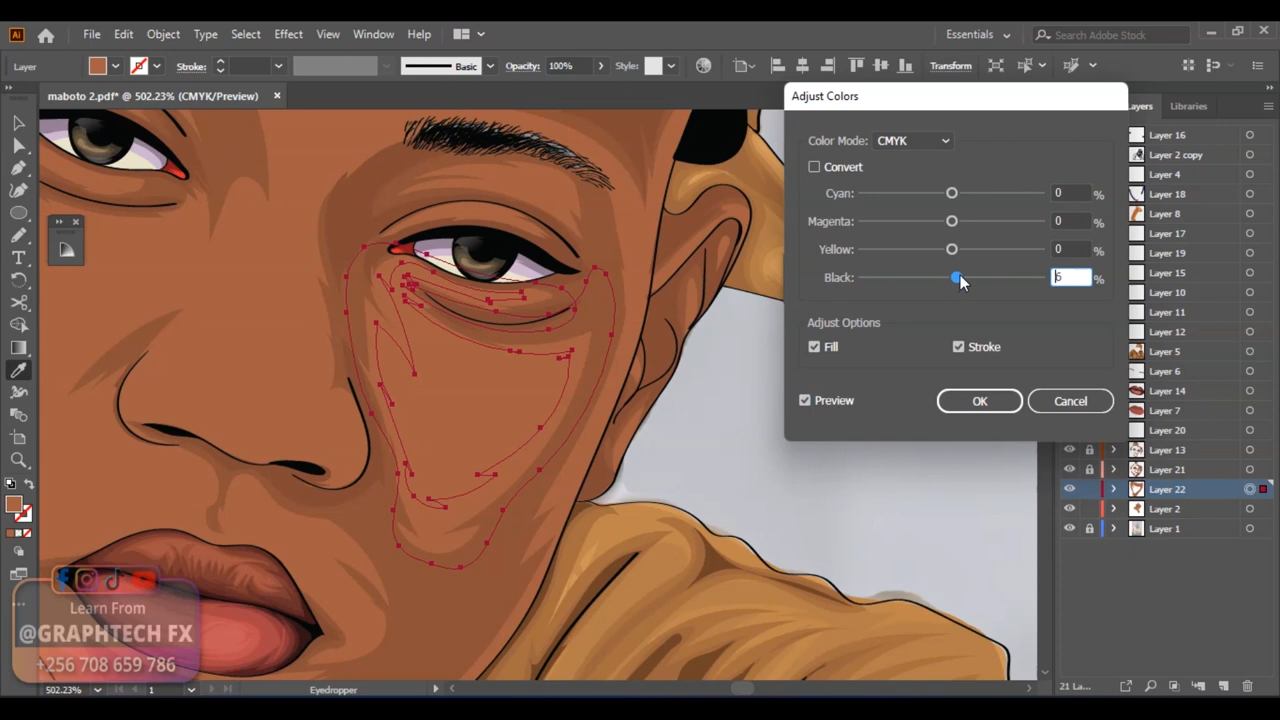 Ai File Edit Object Type Select Effect View Window Help Essentials Search Adobe Stock
Layer Stroke: Basic Opacity: 100% Style: Transform
maboto 2.pdf* @ 502.23% (CMYK/Preview) ×
Adjust Colors
Color Mode: CMYK
Convert
Cyan: 0 %
Magenta: 0 %
Yellow: 0 %
Black: 6 %
Adjust Options
Fill Stroke
Preview OK Cancel
ayers Libraries
Layer 16
Layer 2 copy
Layer 4
Layer 18
Layer 8
Layer 17
Layer 19
Layer 15
Layer 10
Layer 11
Layer 12
Layer 5
Layer 6
Layer 14
Layer 7
Layer 20
Layer 13
Layer 21
Layer 22
Layer 2
Layer 1
Learn From
@GRAPHTECH FX
+256 708 659 786
502.23% 1 Eyedropper 21 La...